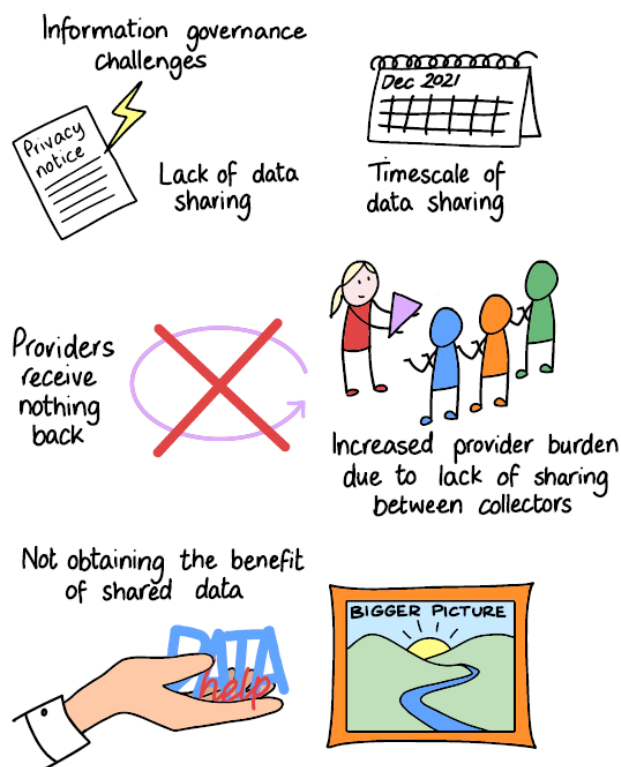 Information governance
challenges
Privacy
notice
Lack of data
sharing
Dec 2021
Timescale of
data sharing
Providers
receive
nothing
back
Increased provider burden
due to lack of sharing
between collectors
Not obtaining the benefit
of shared data
DATA
help
BIGGER PICTURE